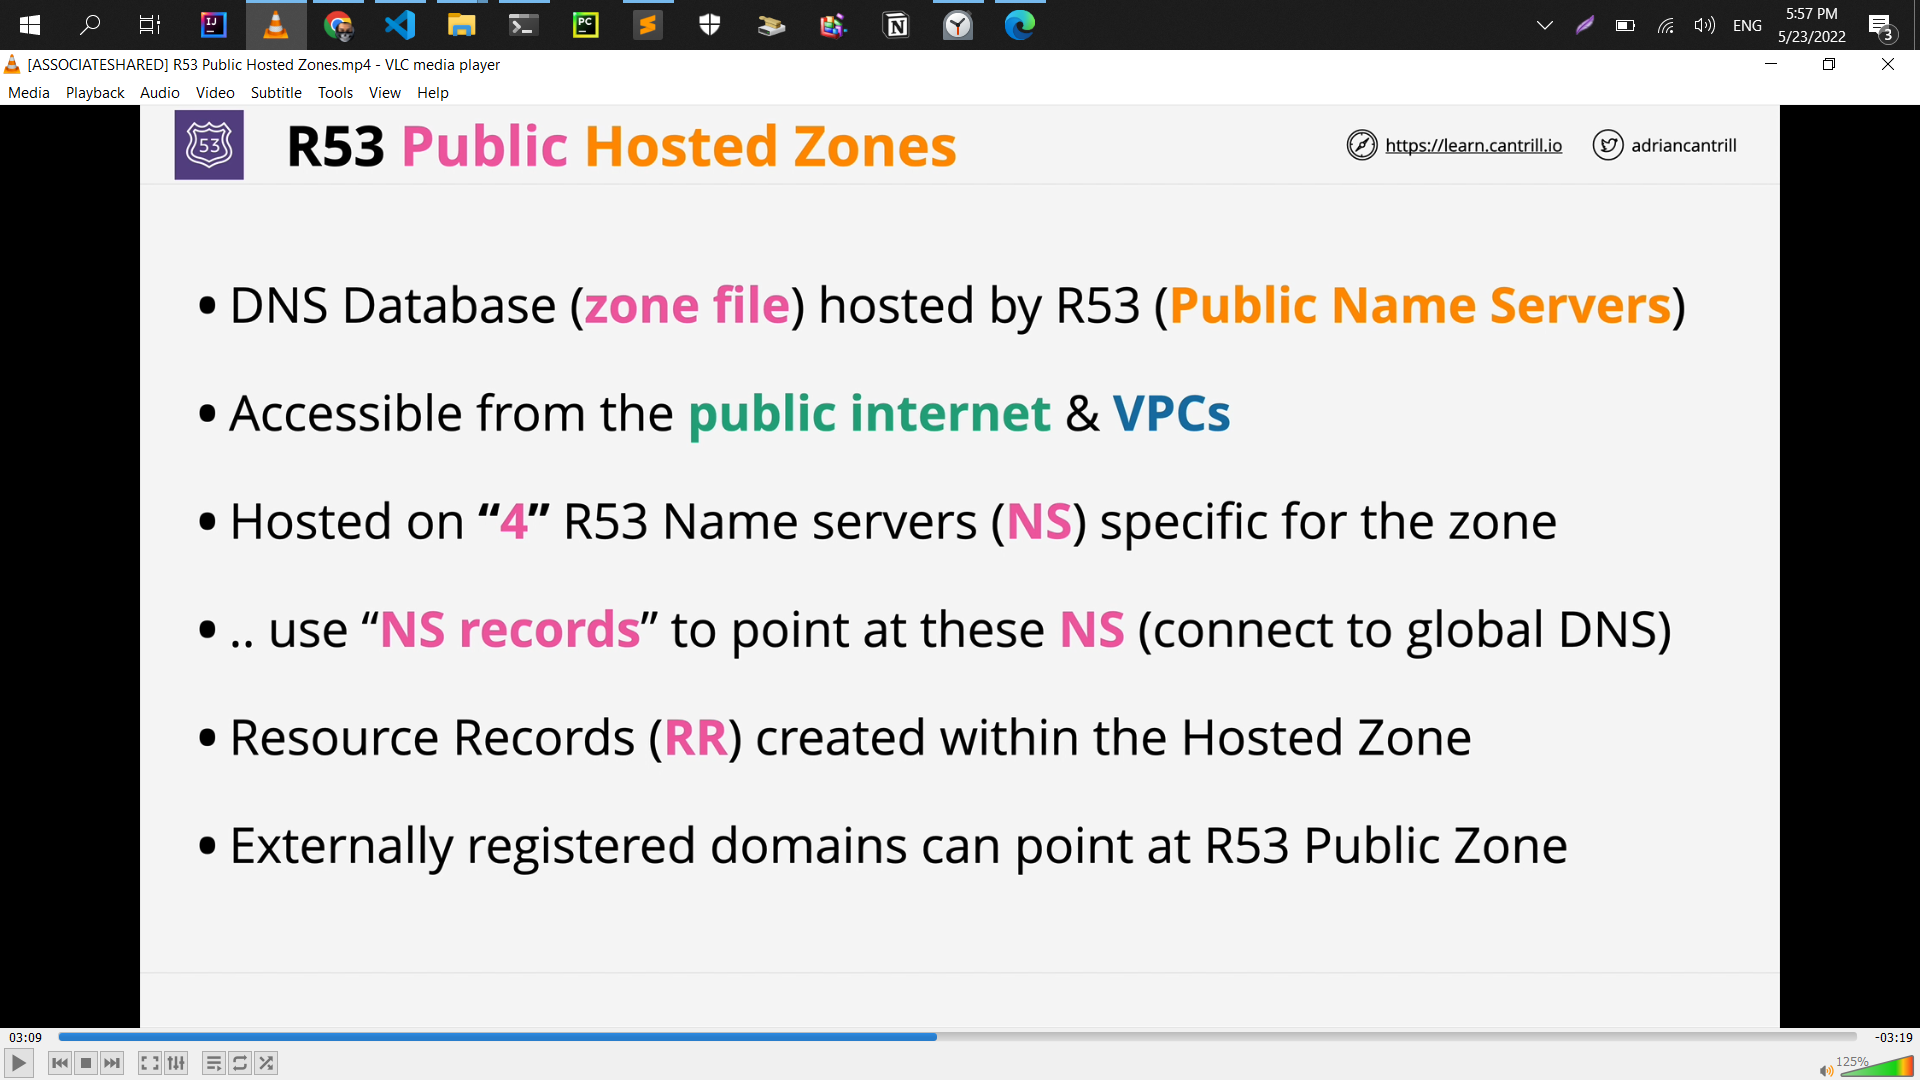 5:57 PM
ENG
5/23/2022
3
[ASSOCIATESHARED] R53 Public Hosted Zones.mp4 - VLC media player
Media Playback Audio Video Subtitle Tools View Help
53
R53 Public Hosted Zones
https://learn.cantrill.io
adriancantrill
• DNS Database (zone file) hosted by R53 (Public Name Servers)
• Accessible from the public internet & VPCs
• Hosted on “4” R53 Name servers (NS) specific for the zone
• .. use “NS records” to point at these NS (connect to global DNS)
• Resource Records (RR) created within the Hosted Zone
• Externally registered domains can point at R53 Public Zone
03:09
-03:19
125%